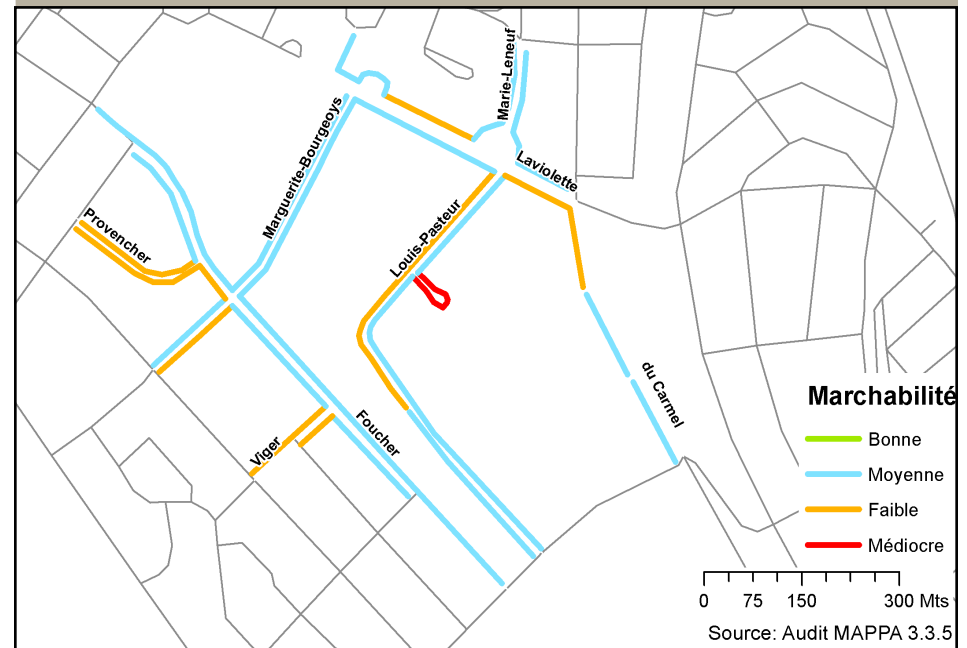 Marie-Leneuf
Marguerite-Bourgeoys
Laviolette
Provencher
Louis-Pasteur
du Carmel
Foucher
Viger
Marchabilité
Bonne
Moyenne
Faible
Médiocre
0 75 150 300 Mts
Source: Audit MAPPA 3.3.5